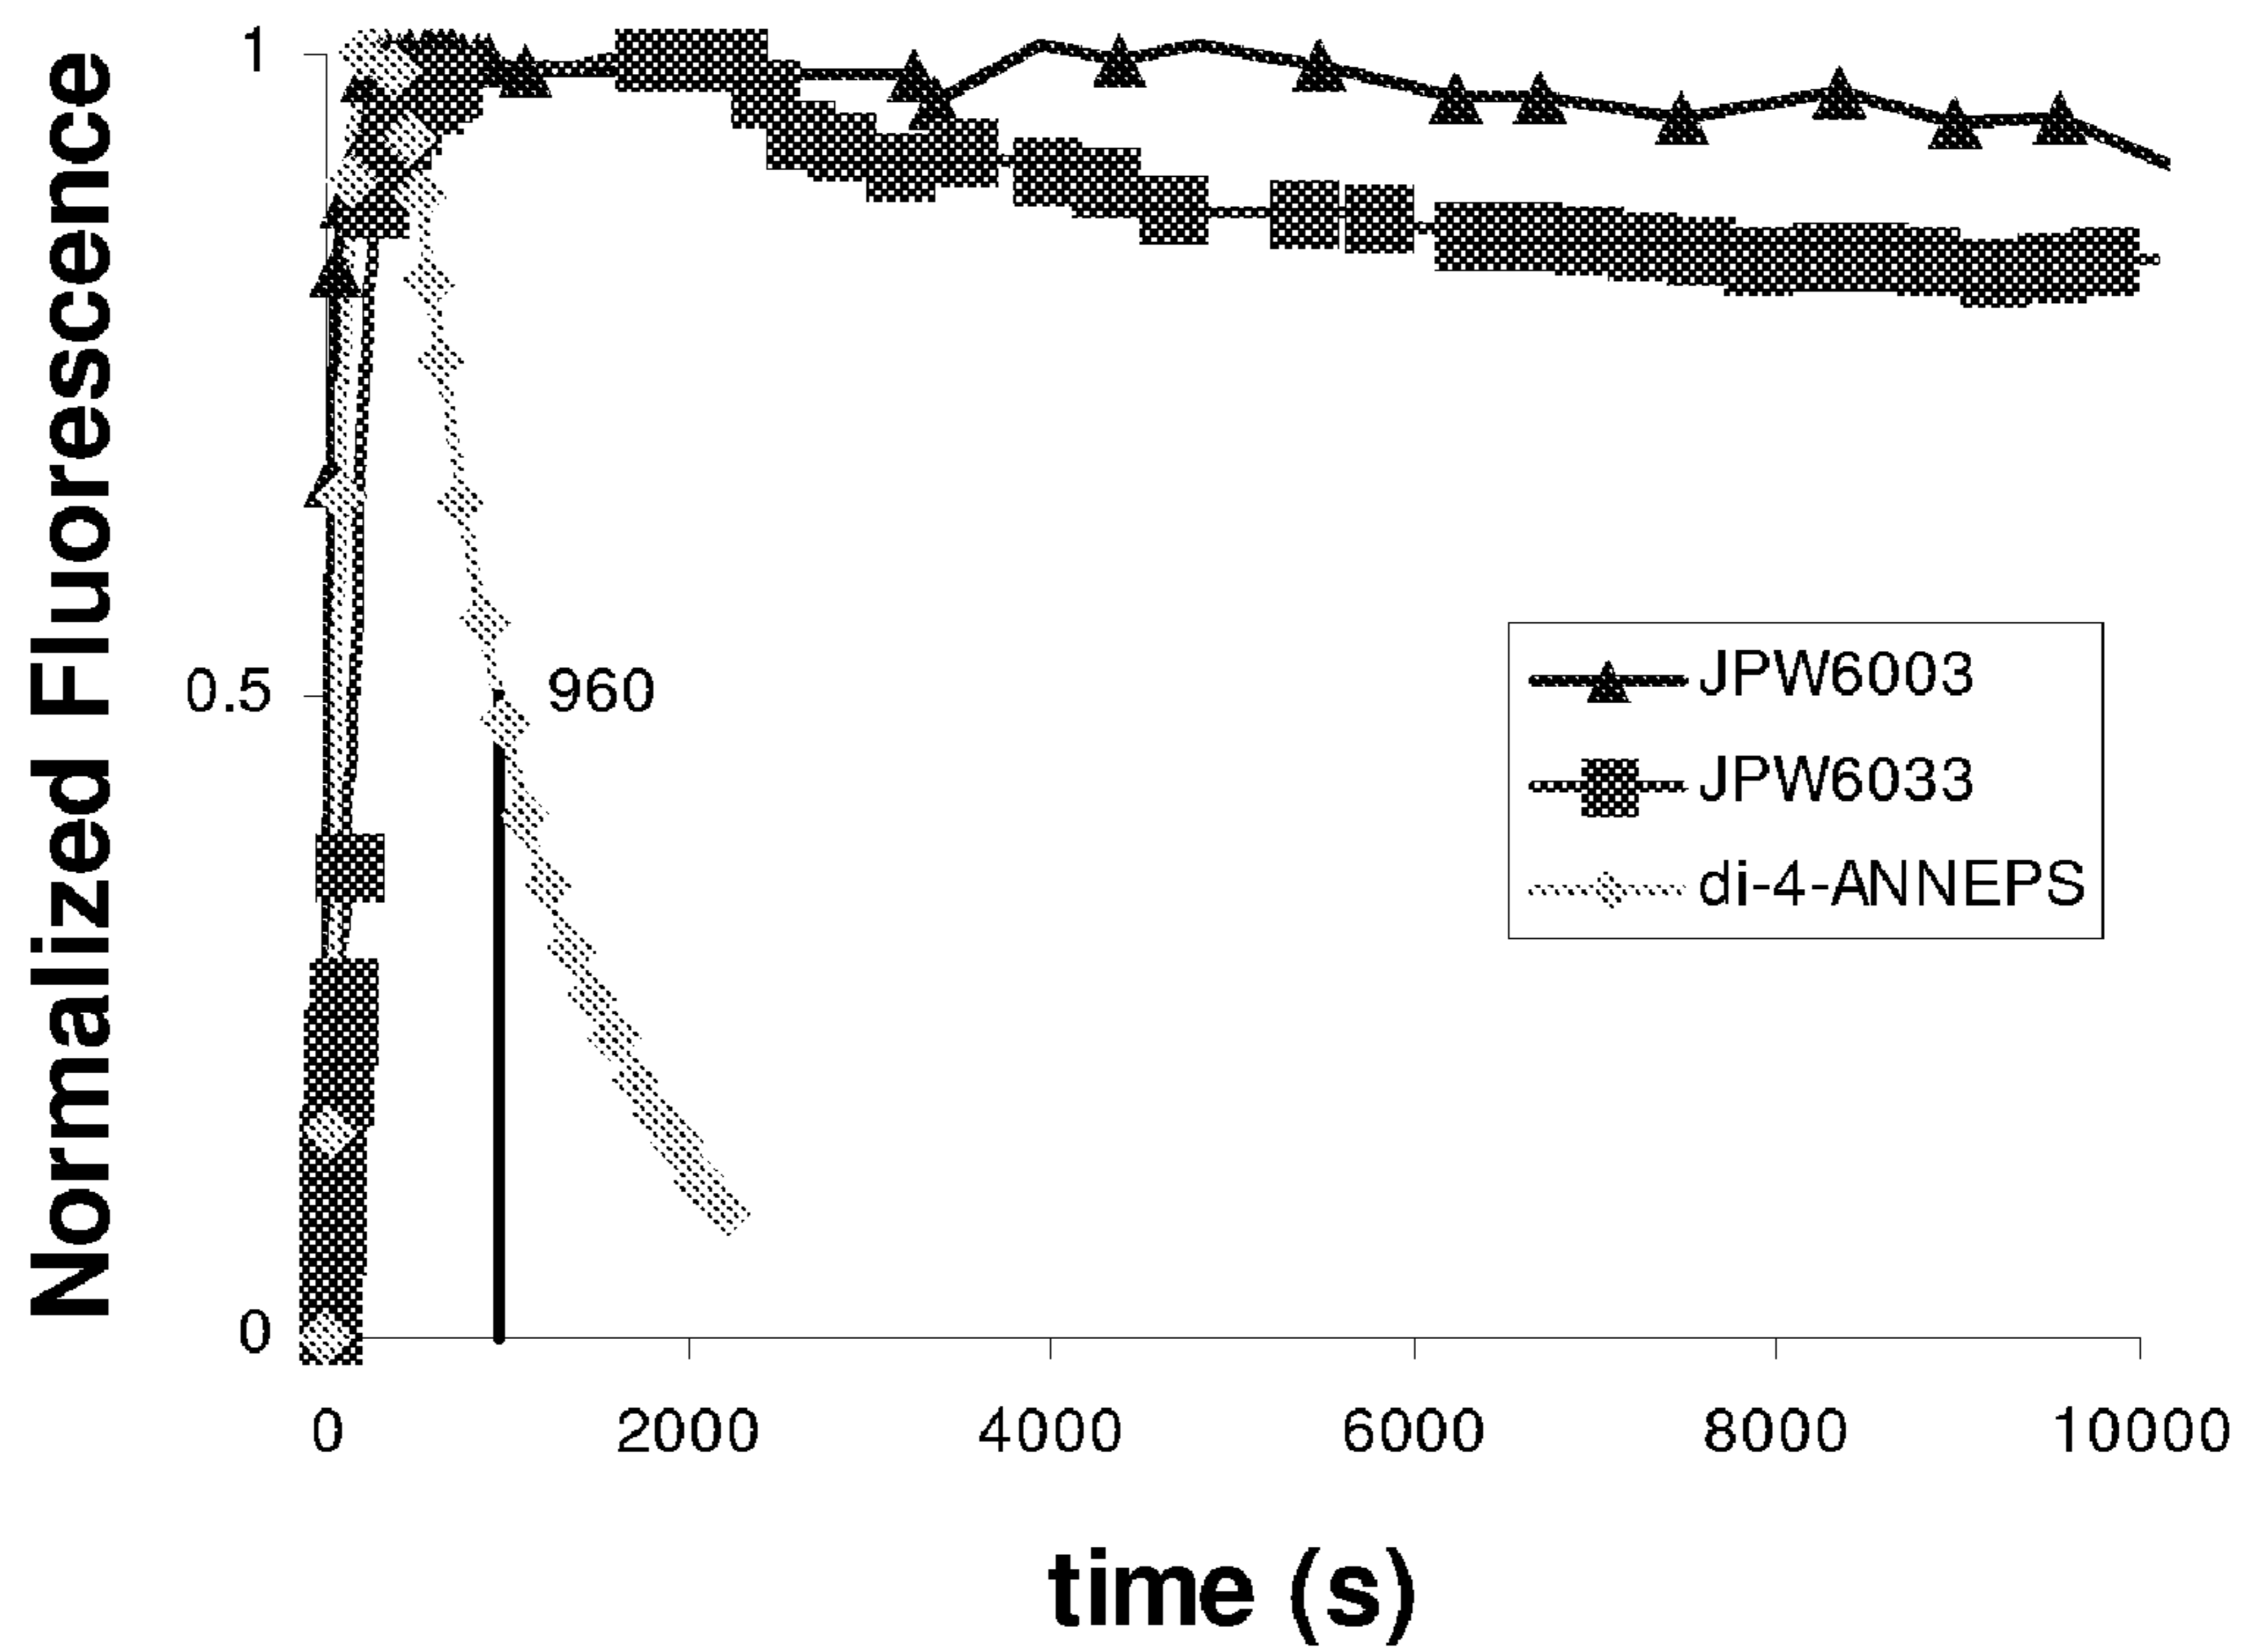 Normalized Fluorescence
1
0.5
0
960
JPW6003
JPW6033
di-4-ANNEPS
0 2000 4000 6000 8000 10000
time (s)